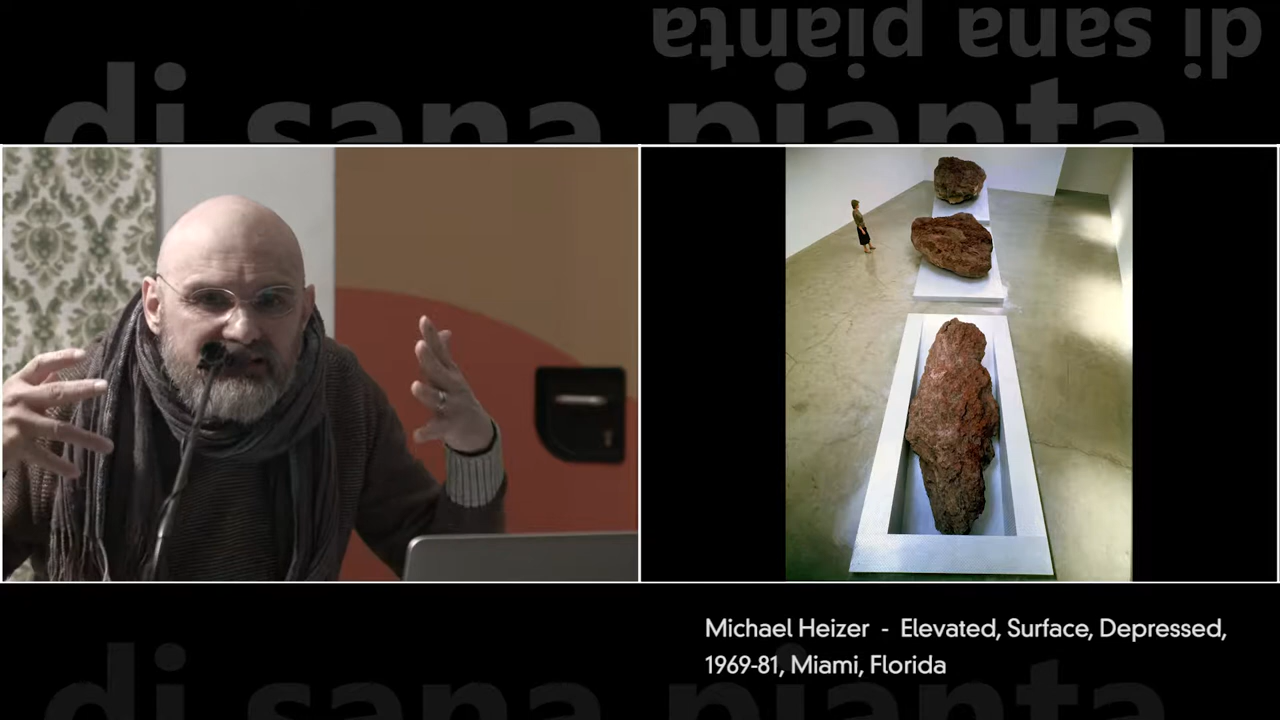 di sana pianta
di sana pianta
Michael Heizer - Elevated, Surface, Depressed,
1969-81, Miami, Florida
di sana pianta